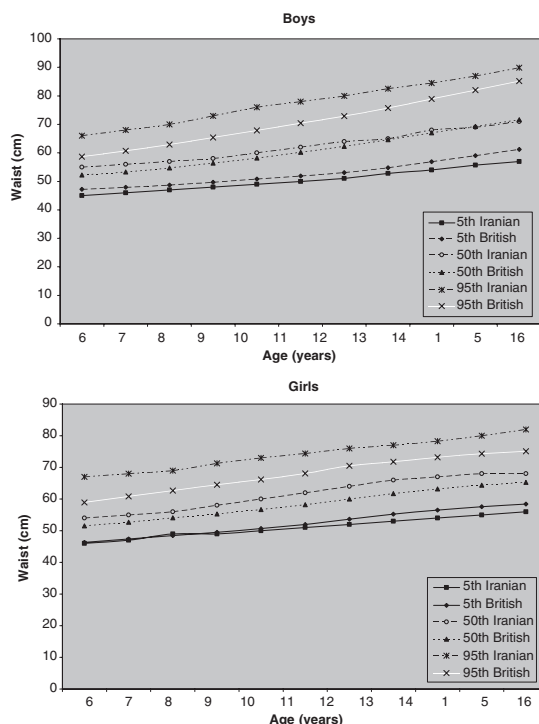 Boys
100
90
80
70
60
50
40
30
20
10
0
Waist (cm)
6 7 8 9 10 11 12 13 14 1 5 16
Age (years)
5th Iranian
5th British
50th Iranian
50th British
95th Iranian
95th British
Girls
90
80
70
60
50
40
30
20
10
0
Waist (cm)
6 7 8 9 10 11 12 13 14 1 5 16
Age (years)
5th Iranian
5th British
50th Iranian
50th British
95th Iranian
95th British